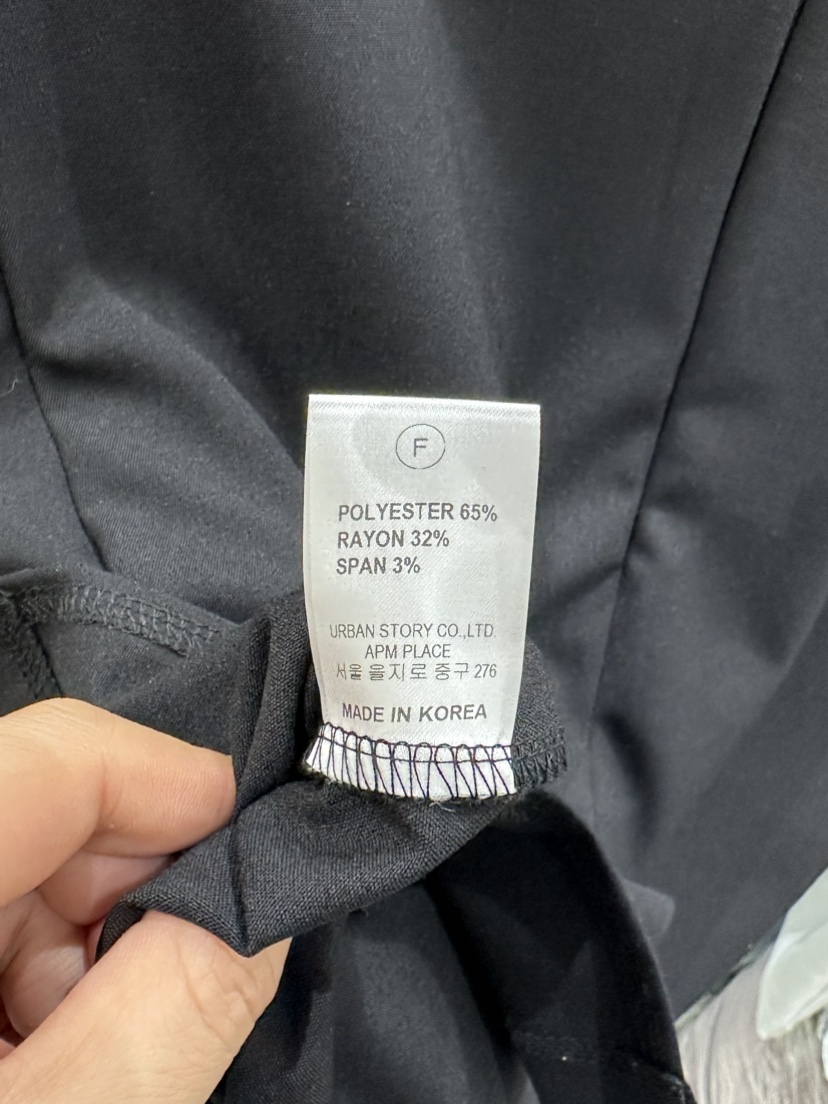 F
POLYESTER 65%
RAYON 32%
SPAN 3%
URBAN STORY CO.,LTD.
APM PLACE
서울 을지로 중구 276
MADE IN KOREA